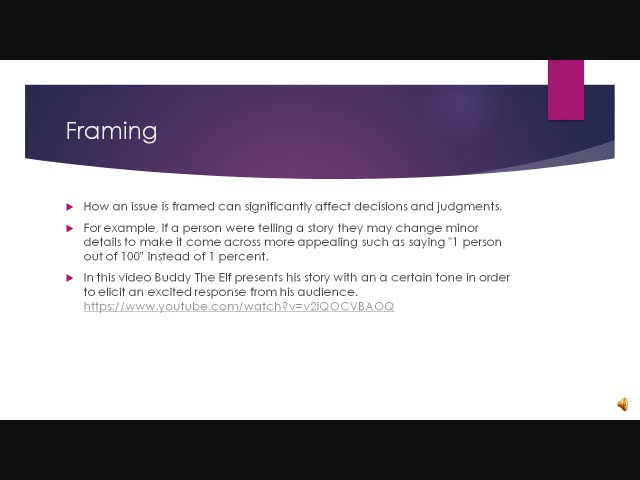 Framing
How an issue is framed can significantly affect decisions and judgments.
For example, if a person were telling a story they may change minor
details to make it come across more appealing such as saying "1 person
out of 100" instead of 1 percent.
In this video Buddy The Elf presents his story with an a certain tone in order
to elicit an excited response from his audience.
https://www.youtube.com/watch?v=v2iQOCVBAOQ